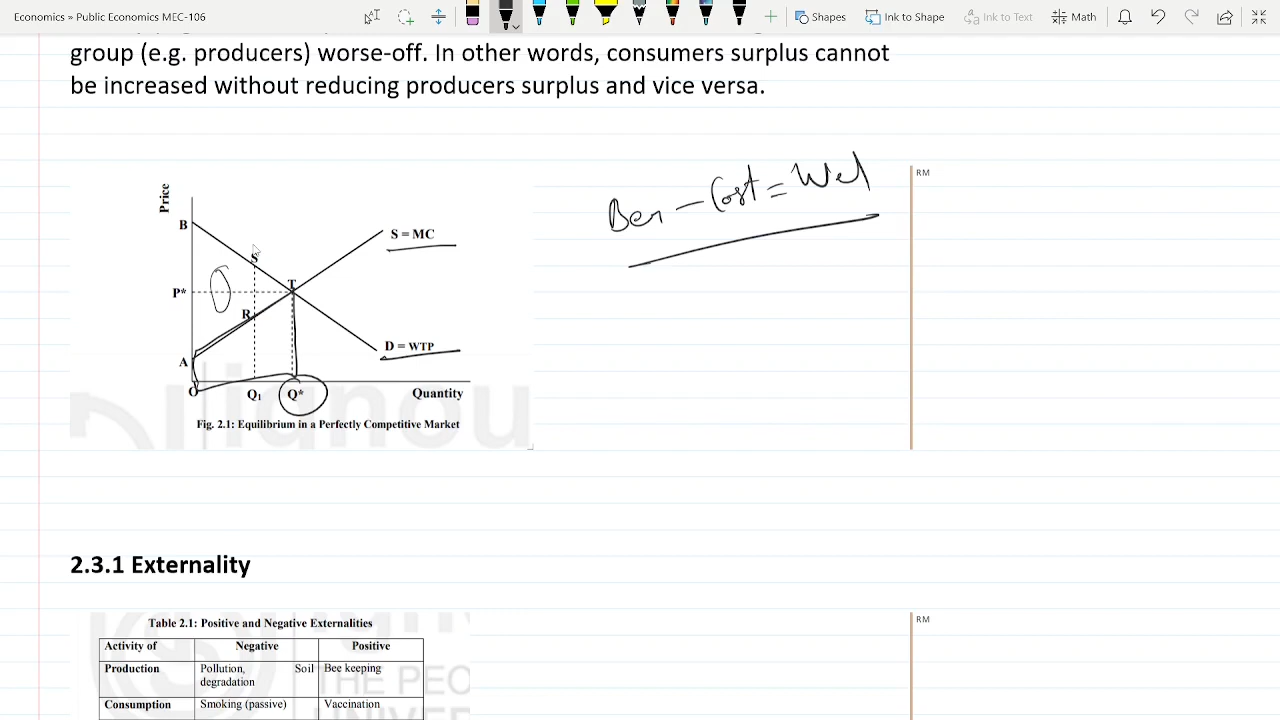 Economics » Public Economics MEC-106
Shapes
Ink to Shape
Ink to Text
Math
group (e.g. producers) worse-off. In other words, consumers surplus cannot
be increased without reducing producers surplus and vice versa.
Ben - Cost = Wel
RM
Price
B
S = MC
S
P*
T
R
D = WTP
A
O
Q1
Q*
Quantity
ignou
Fig. 2.1: Equilibrium in a Perfectly Competitive Market
2.3.1 Externality
RM
Table 2.1: Positive and Negative Externalities
Activity of Negative Positive
Production Pollution, Soil Bee keeping
degradation
Consumption Smoking (passive) Vaccination
THE PEO